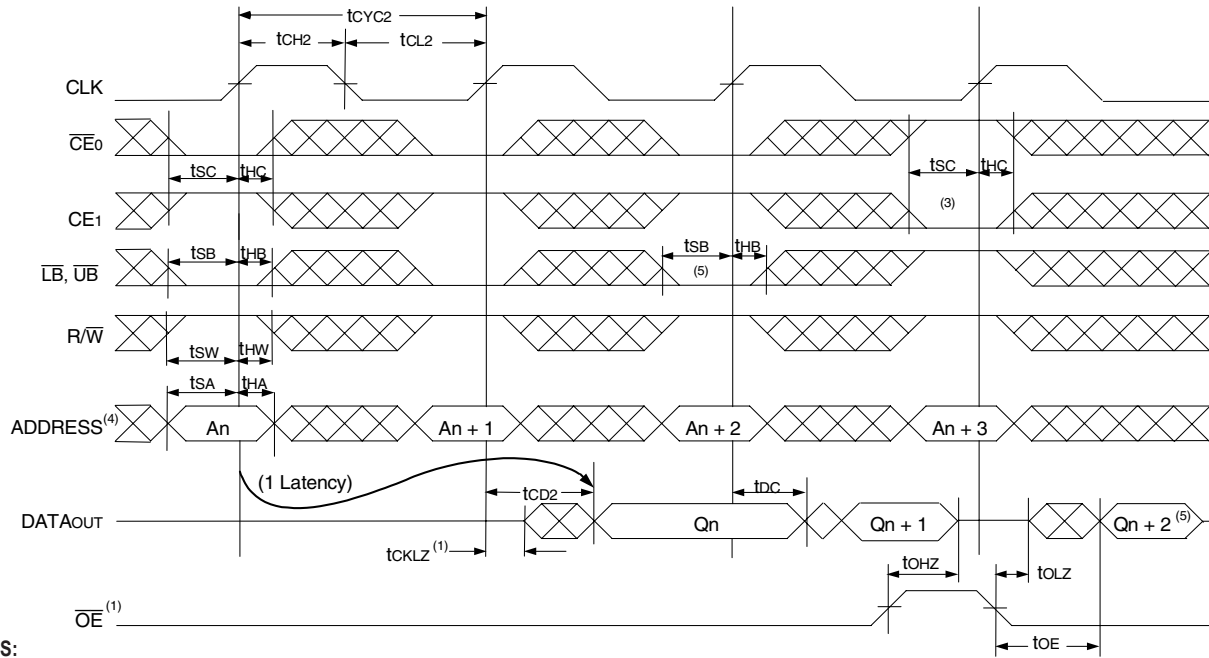 tCYC2
tCH2 tCL2
CLK
CE0
tSC tHC tSC tHC
CE1 (3)
tSB tHB tSB tHB
LB, UB (5)
R/W
tSW tHW
tSA tHA
ADDRESS(4) An An + 1 An + 2 An + 3
(1 Latency) tCD2 tDC
DATAOUT Qn Qn + 1 Qn + 2(5)
tCKLZ(1)
tOHZ tOLZ
OE(1)
tOE
S: